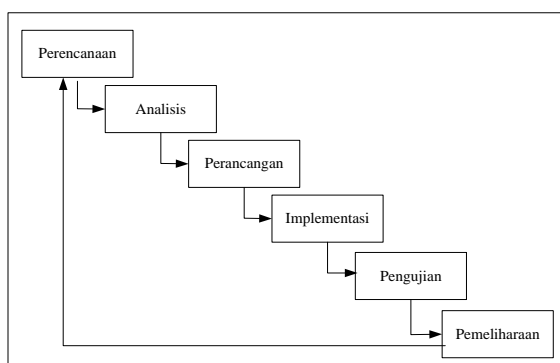 Perencanaan
Analisis
Perancangan
Implementasi
Pengujian
Pemeliharaan